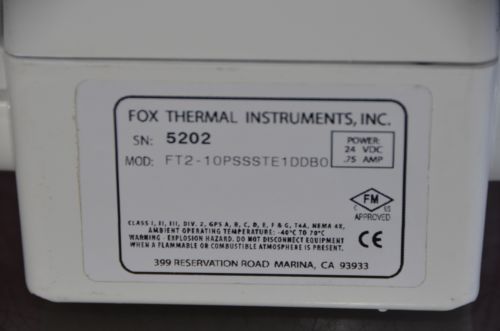 FOX THERMAL INSTRUMENTS, INC.
SN: 5202
MOD: FT2-10PSSSTE1DDB0
POWER:
24 VDC
.75 AMP
FM
C US
APPROVED
CLASS I, II, III, DIV. 2, GPS A, B, C, D, E, F & G, T4A, NEMA 4X,
AMBIENT OPERATING TEMPERATURE: -40°C TO 70°C
WARNING - EXPLOSION HAZARD. DO NOT DISCONNECT EQUIPMENT
WHEN A FLAMMABLE OR COMBUSTIBLE ATMOSPHERE IS PRESENT.
CE
399 RESERVATION ROAD MARINA, CA 93933